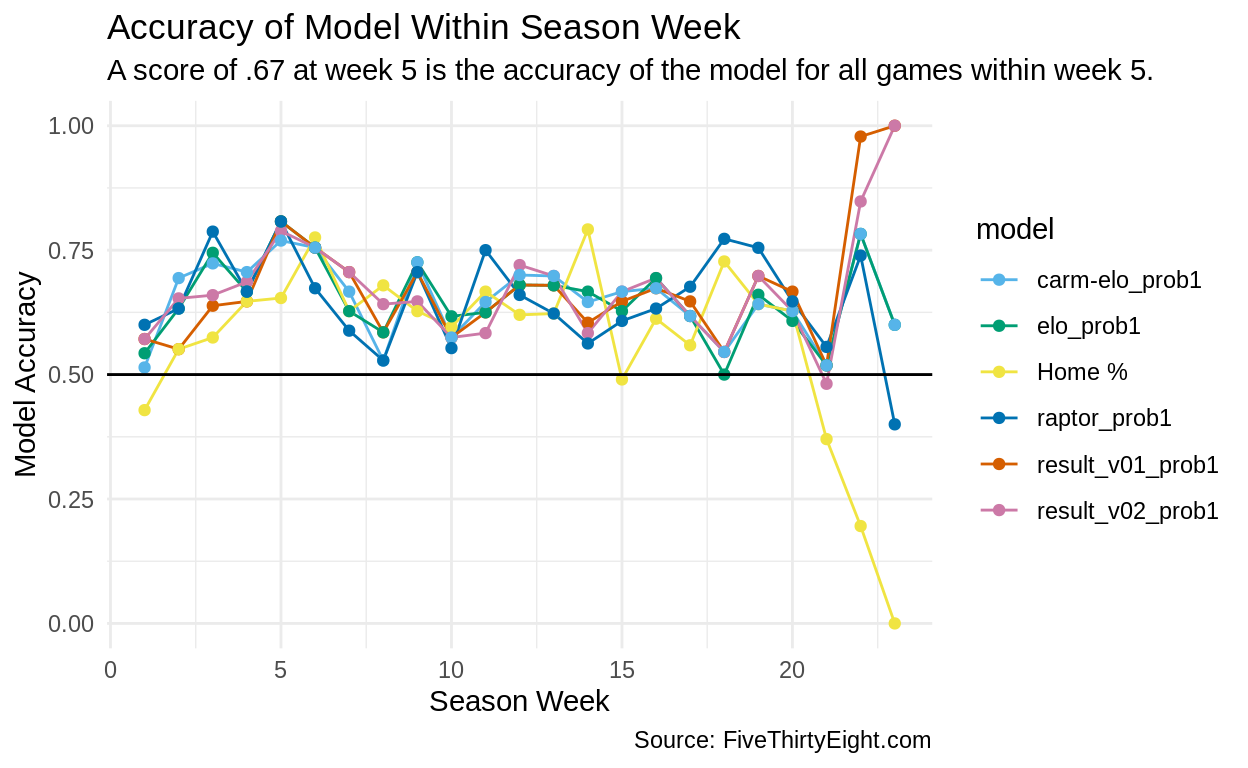 Accuracy of Model Within Season Week
A score of .67 at week 5 is the accuracy of the model for all games within week 5.
1.00
0.75
0.50
0.25
0.00
Model Accuracy
0
5
10
15
20
Season Week
model
carm-elo_prob1
elo_prob1
Home %
raptor_prob1
result_v01_prob1
result_v02_prob1
Source: FiveThirtyEight.com